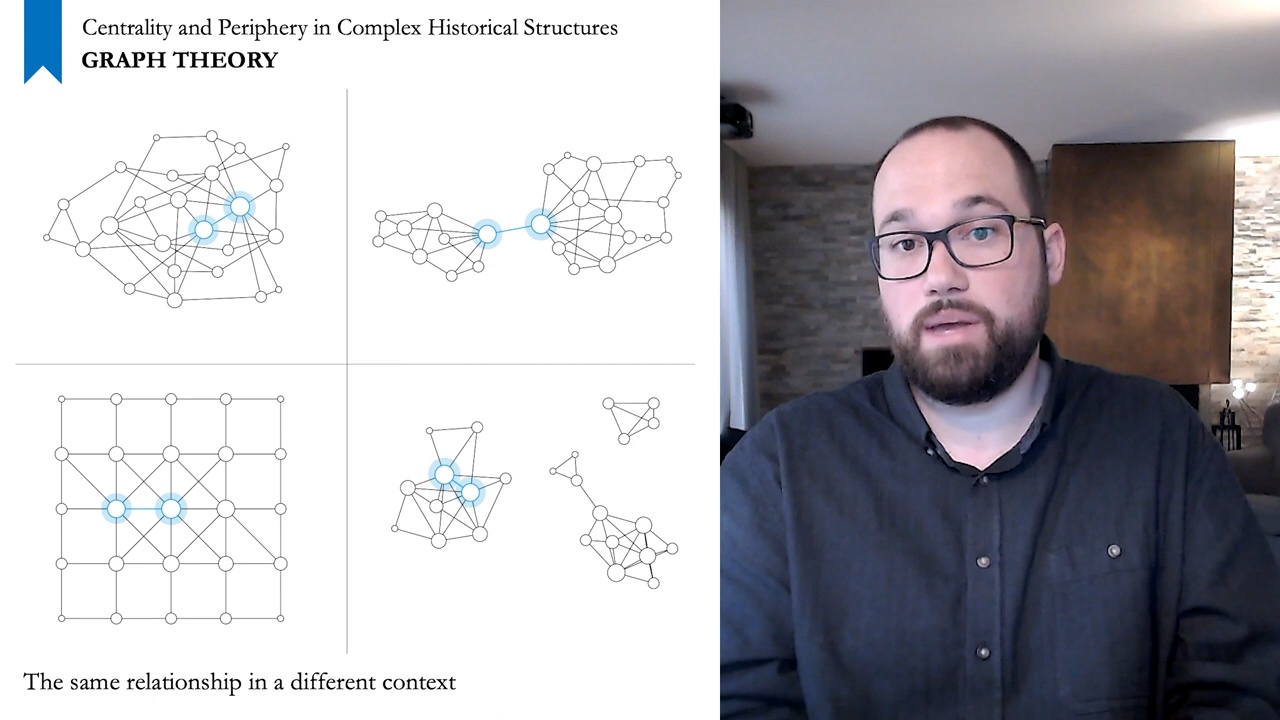 Centrality and Periphery in Complex Historical Structures
GRAPH THEORY
The same relationship in a different context